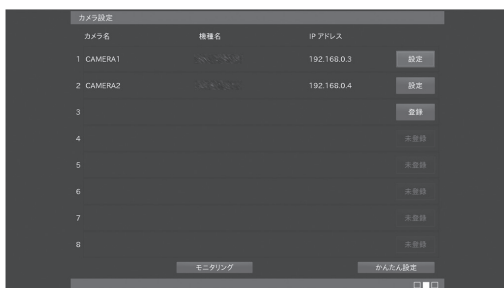 カメラ設定
カメラ名 機種名 IP アドレス
1 CAMERA1 192.168.0.3 設定
2 CAMERA2 192.168.0.4 設定
3 登録
4 未登録
5 未登録
6 未登録
7 未登録
8 未登録
モニタリング かんたん設定